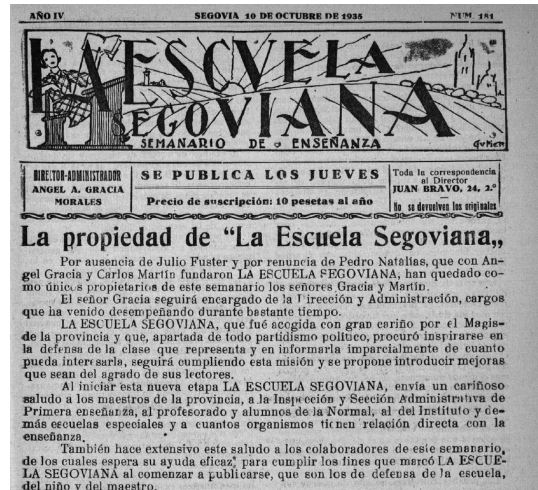 AÑO IV SEGOVIA 10 DE OCTUBRE DE 1935 NUM. 181
LA ESCUELA
SEGOVIANA
SEMANARIO DE ENSEÑANZA
DIRECTOR-ADMINISTRADOR
ANGEL A. GRACIA
MORALES
SE PUBLICA LOS JUEVES
Precio de suscripción: 10 pesetas al año
Toda la correspondencia
al Director
JUAN BRAVO, 24, 2.º
No se devuelven los originales
La propiedad de “La Escuela Segoviana„
Por ausencia de Julio Fuster y por renuncia de Pedro Natalías, que con An-
gel Gracia y Carlos Martín fundaron LA ESCUELA SEGOVIANA, han quedado co-
mo únicos propietarios de este semanario los señores Gracia y Martín.
El señor Gracia seguirá encargado de la Dirección y Administración, cargos
que ha venido desempeñando durante bastante tiempo.
LA ESCUELA SEGOVIANA, que fué acogida con gran cariño por el Magis-
de la provincia y que, apartada de todo partidismo político, procuró inspirarse en
la defensa de la clase que representa y en informarla imparcialmente de cuanto
pueda interesarla, seguirá cumpliendo esta misión y se propone introducir mejoras
que sean del agrado de sus lectores.
Al iniciar esta nueva etapa LA ESCUELA SEGOVIANA, envía un cariñoso
saludo a los maestros de la provincia, a la Inspección y Sección Administrativa de
Primera enseñanza, al profesorado y alumnos de la Normal, al del Instituto y de-
más escuelas especiales y a cuantos organismos tienen relación directa con la
enseñanza.
También hace extensivo este saludo a los colaboradores de este semanario,
de los cuales espera su ayuda eficaz para cumplir los fines que marcó LA ESCUE-
LA SEGOVIANA al comenzar a publicarse, que son los de defensa de la escuela,
del niño y del maestro.